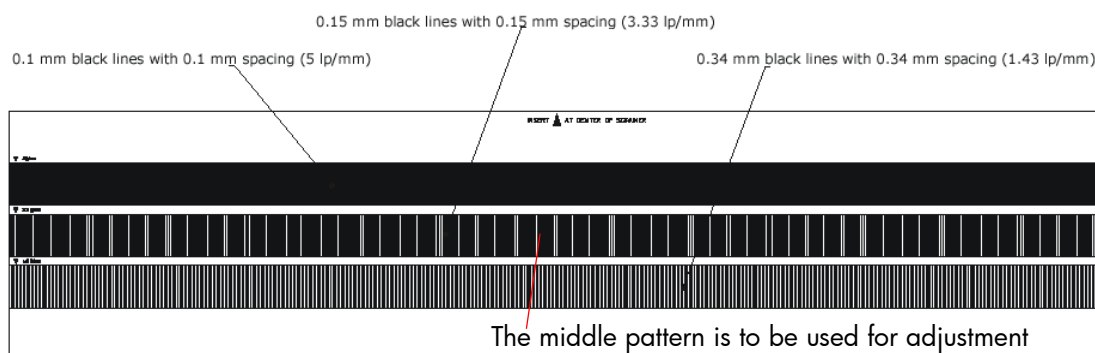 0.15 mm black lines with 0.15 mm spacing (3.33 lp/mm)
0.1 mm black lines with 0.1 mm spacing (5 lp/mm)
0.34 mm black lines with 0.34 mm spacing (1.43 lp/mm)
INSERT AT CENTER OF SCANNER
The middle pattern is to be used for adjustment